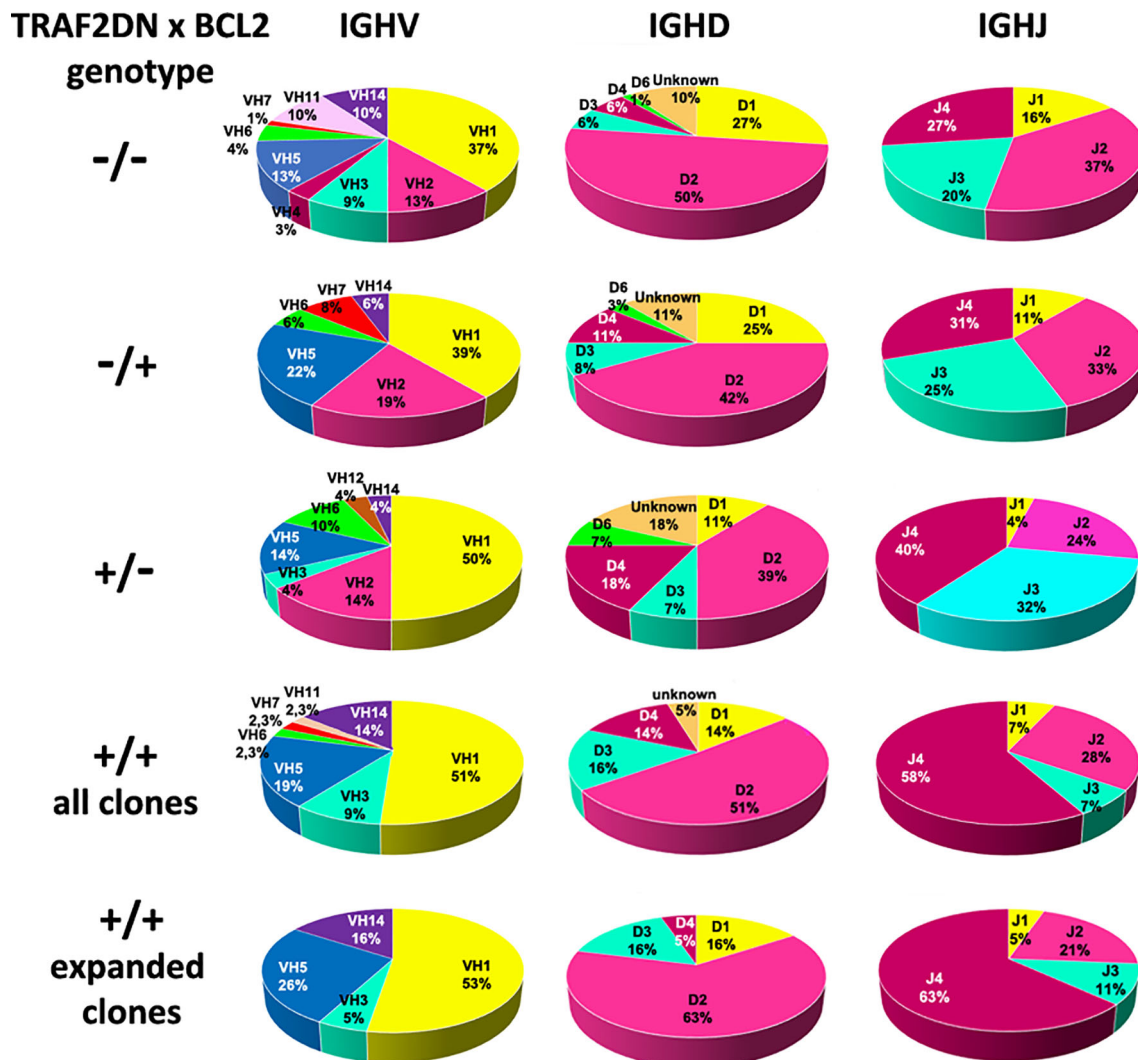 TRAF2DN x BCL2
genotype
IGHV
IGHD
IGHJ
-/-
VH7
1%
VH11
10%
VH14
10%
VH6
4%
VH5
13%
VH4
3%
VH3
9%
VH2
13%
VH1
37%
D3
6%
D4
6%
D6
1%
Unknown
10%
D1
27%
D2
50%
J4
27%
J1
16%
J3
20%
J2
37%
-/+
VH6
6%
VH7
8%
VH14
6%
VH5
22%
VH2
19%
VH1
39%
D6
3%
Unknown
11%
D4
11%
D3
8%
D1
25%
D2
42%
J4
31%
J1
11%
J3
25%
J2
33%
+/-
VH12
4%
VH14
4%
VH6
10%
VH5
14%
VH3
4%
VH2
14%
VH1
50%
Unknown
18%
D6
7%
D4
18%
D3
7%
D1
11%
D2
39%
J4
40%
J1
4%
J2
24%
J3
32%
+/+
all clones
VH11
2,3%
VH7
2,3%
VH6
2,3%
VH14
14%
VH5
19%
VH3
9%
VH1
51%
unknown
5%
D4
14%
D3
16%
D1
14%
D2
51%
J4
58%
J1
7%
J2
28%
J3
7%
+/+
expanded
clones
VH14
16%
VH5
26%
VH3
5%
VH1
53%
D3
16%
D4
5%
D1
16%
D2
63%
J4
63%
J1
5%
J2
21%
J3
11%